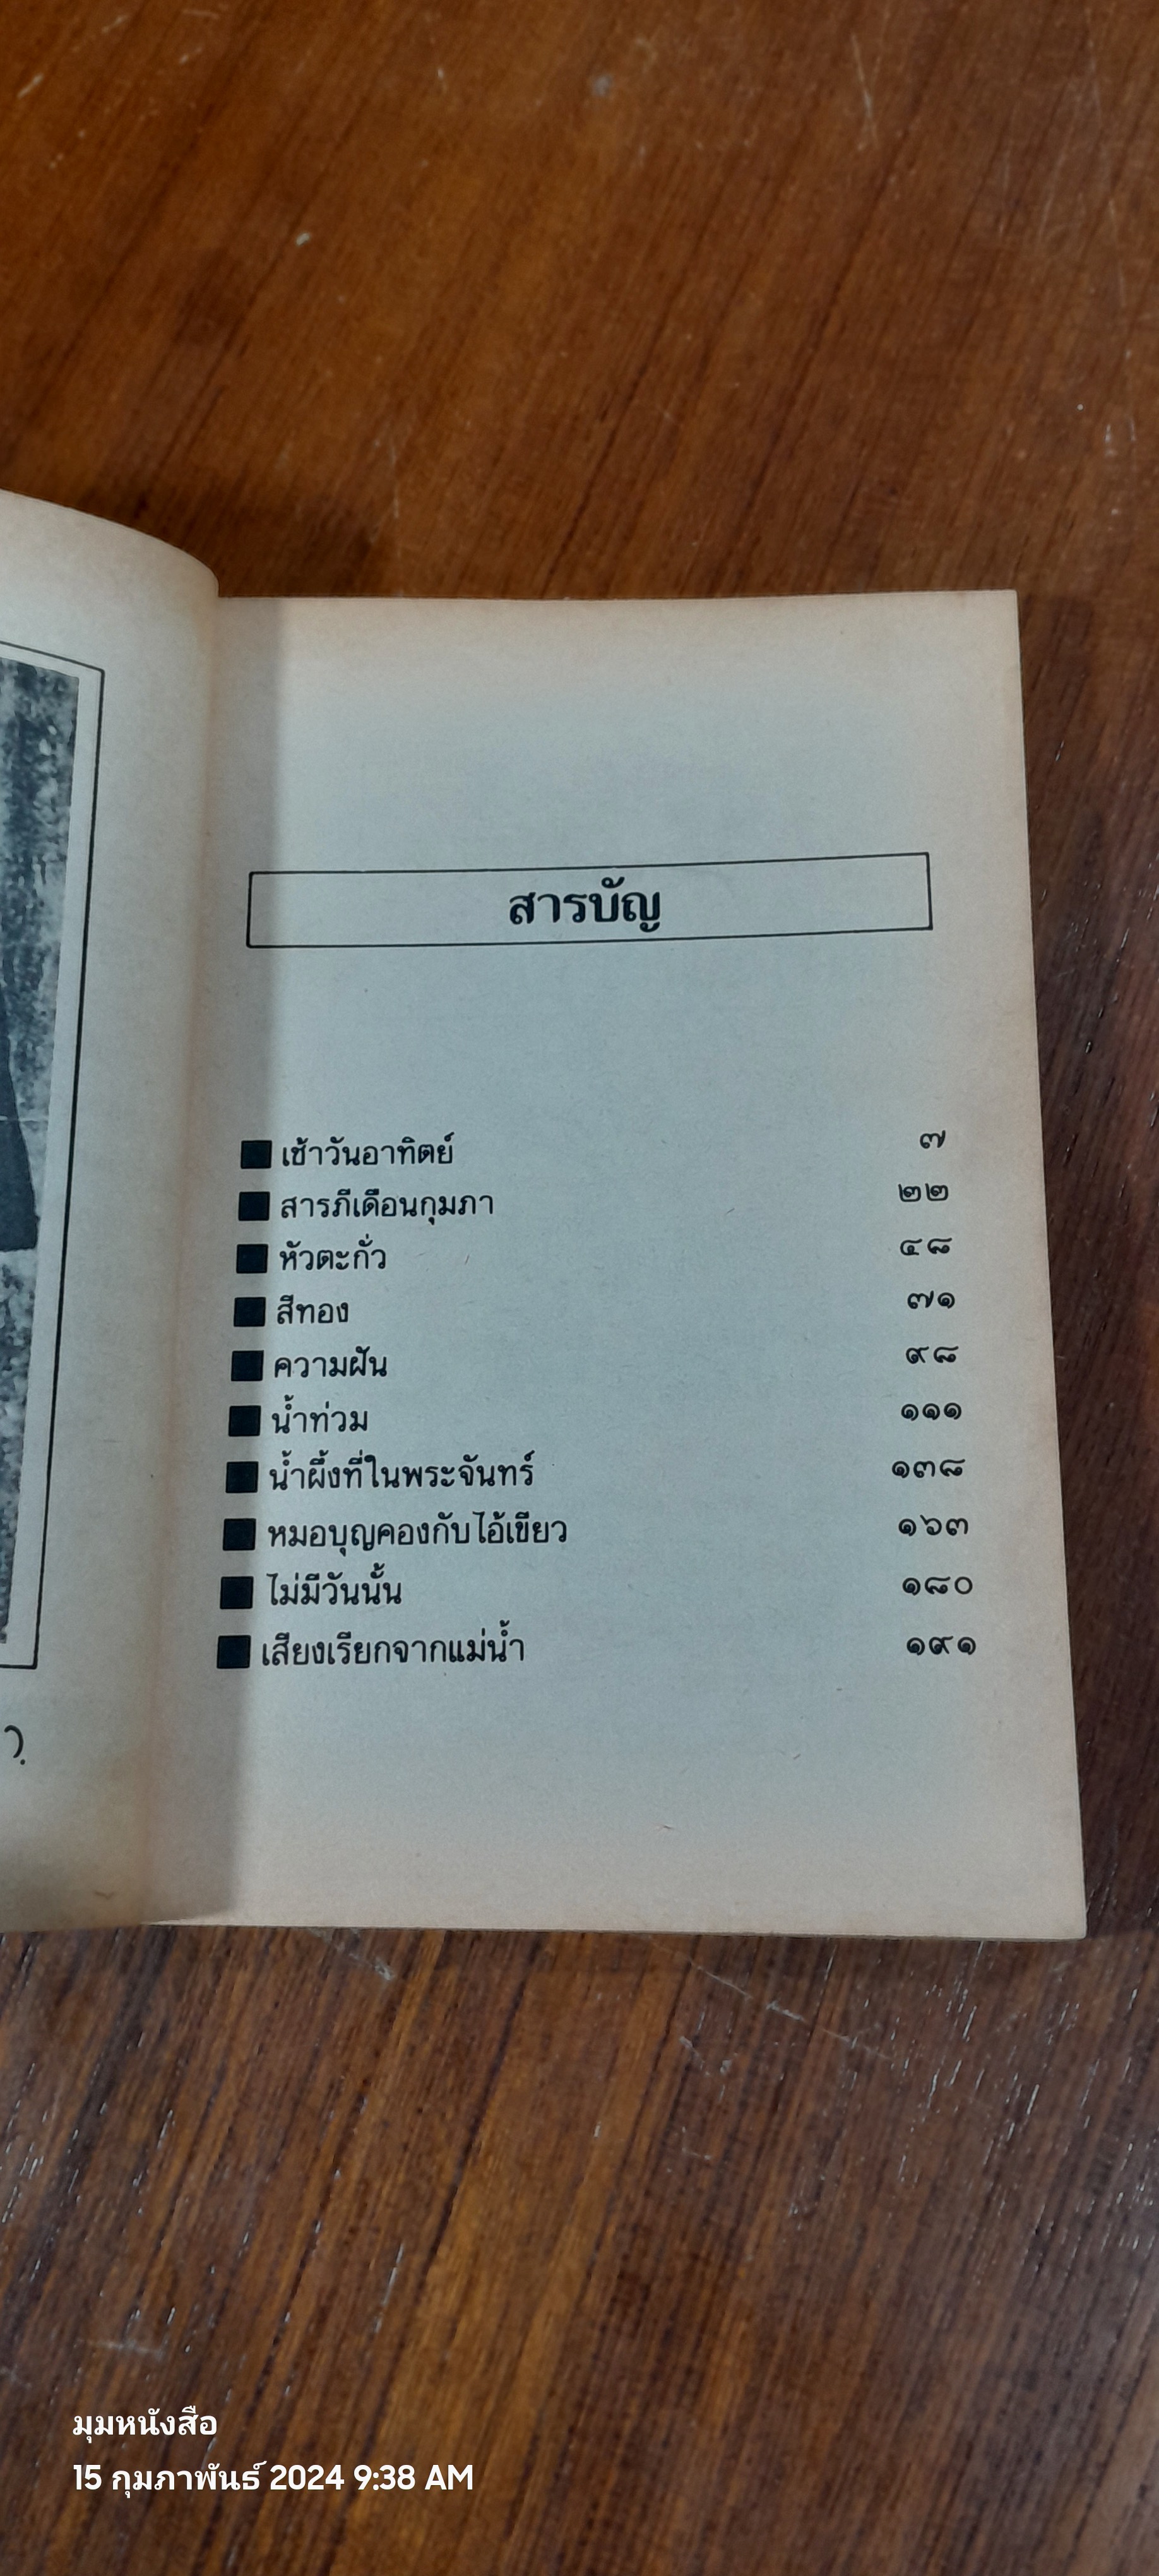 สารบัญ
■ เช้าวันอาทิตย์ ๗
■ สารภีเดือนกุมภา ๒๒
■ หัวตะกั่ว ๔๘
■ สีทอง ๗๑
■ ความฝัน ๙๘
■ น้ำท่วม ๑๑๑
■ น้ำผึ้งที่ในพระจันทร์ ๑๓๘
■ หมอบุญคองกับไอ้เขียว ๑๖๓
■ ไม่มีวันนั้น ๑๘๐
■ เสียงเรียกจากแม่น้ำ ๑๙๑
มุมหนังสือ
15 กุมภาพันธ์ 2024 9:38 AM